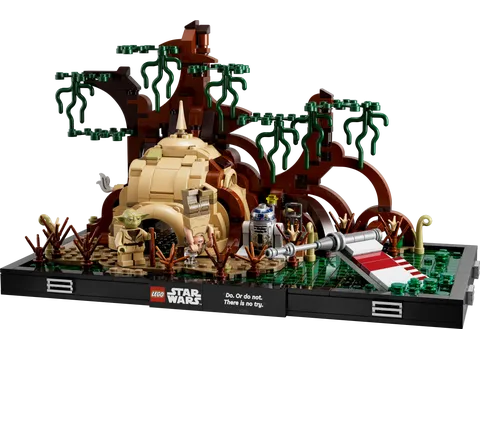 LEGO
STAR
WARS
Do. Or do not.
There is no try.